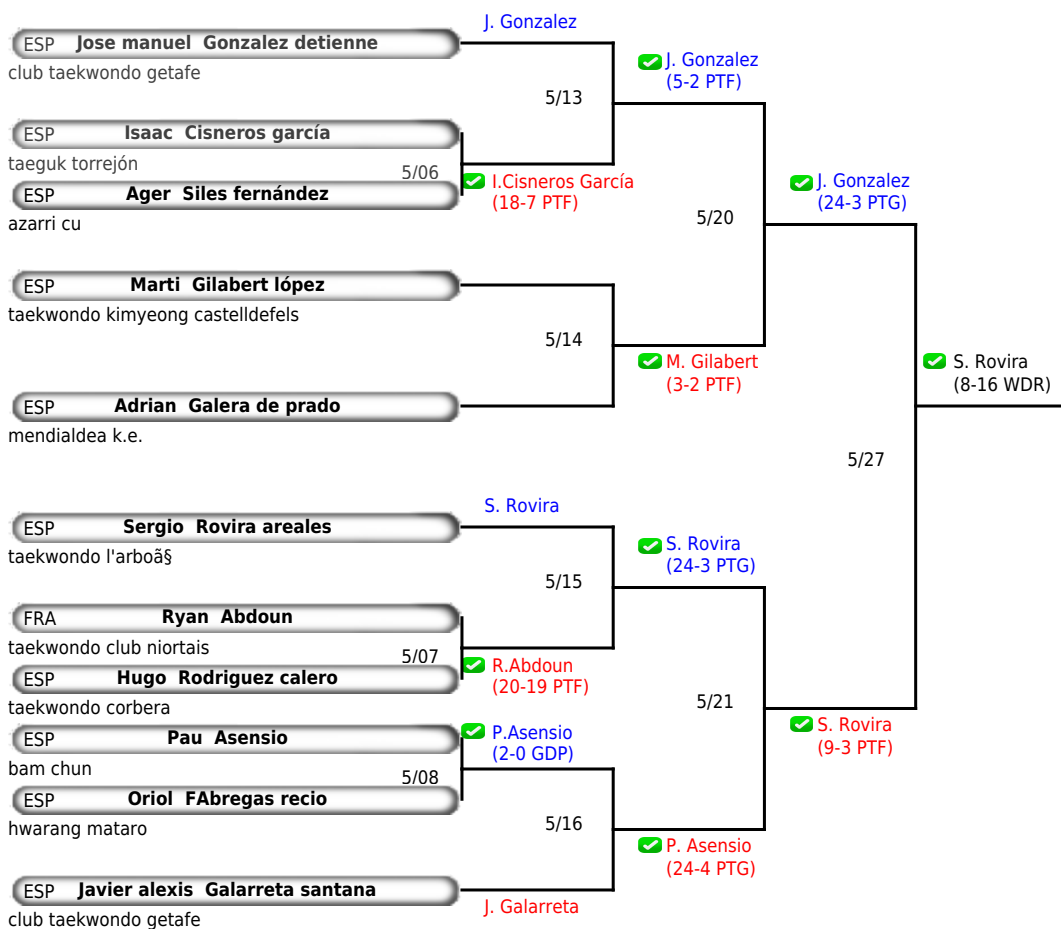 J. Gonzalez
ESP Jose manuel Gonzalez detienne
club taekwondo getafe
J. Gonzalez
(5-2 PTF)
5/13
ESP Isaac Cisneros garcía
taeguk torrejón
5/06
I.Cisneros García
(18-7 PTF)
ESP Ager Siles fernández
azarri cu
J. Gonzalez
(24-3 PTG)
5/20
ESP Marti Gilabert lópez
taekwondo kimyeong castelldefels
5/14
M. Gilabert
(3-2 PTF)
S. Rovira
(8-16 WDR)
ESP Adrian Galera de prado
mendialdea k.e.
5/27
S. Rovira
ESP Sergio Rovira areales
taekwondo l'arboã§
S. Rovira
(24-3 PTG)
5/15
FRA Ryan Abdoun
taekwondo club niortais
5/07
R.Abdoun
(20-19 PTF)
ESP Hugo Rodriguez calero
taekwondo corbera
5/21
ESP Pau Asensio
bam chun
P.Asensio
(2-0 GDP)
S. Rovira
(9-3 PTF)
5/08
ESP Oriol FAbregas recio
hwarang mataro
5/16
P. Asensio
(24-4 PTG)
ESP Javier alexis Galarreta santana
club taekwondo getafe
J. Galarreta